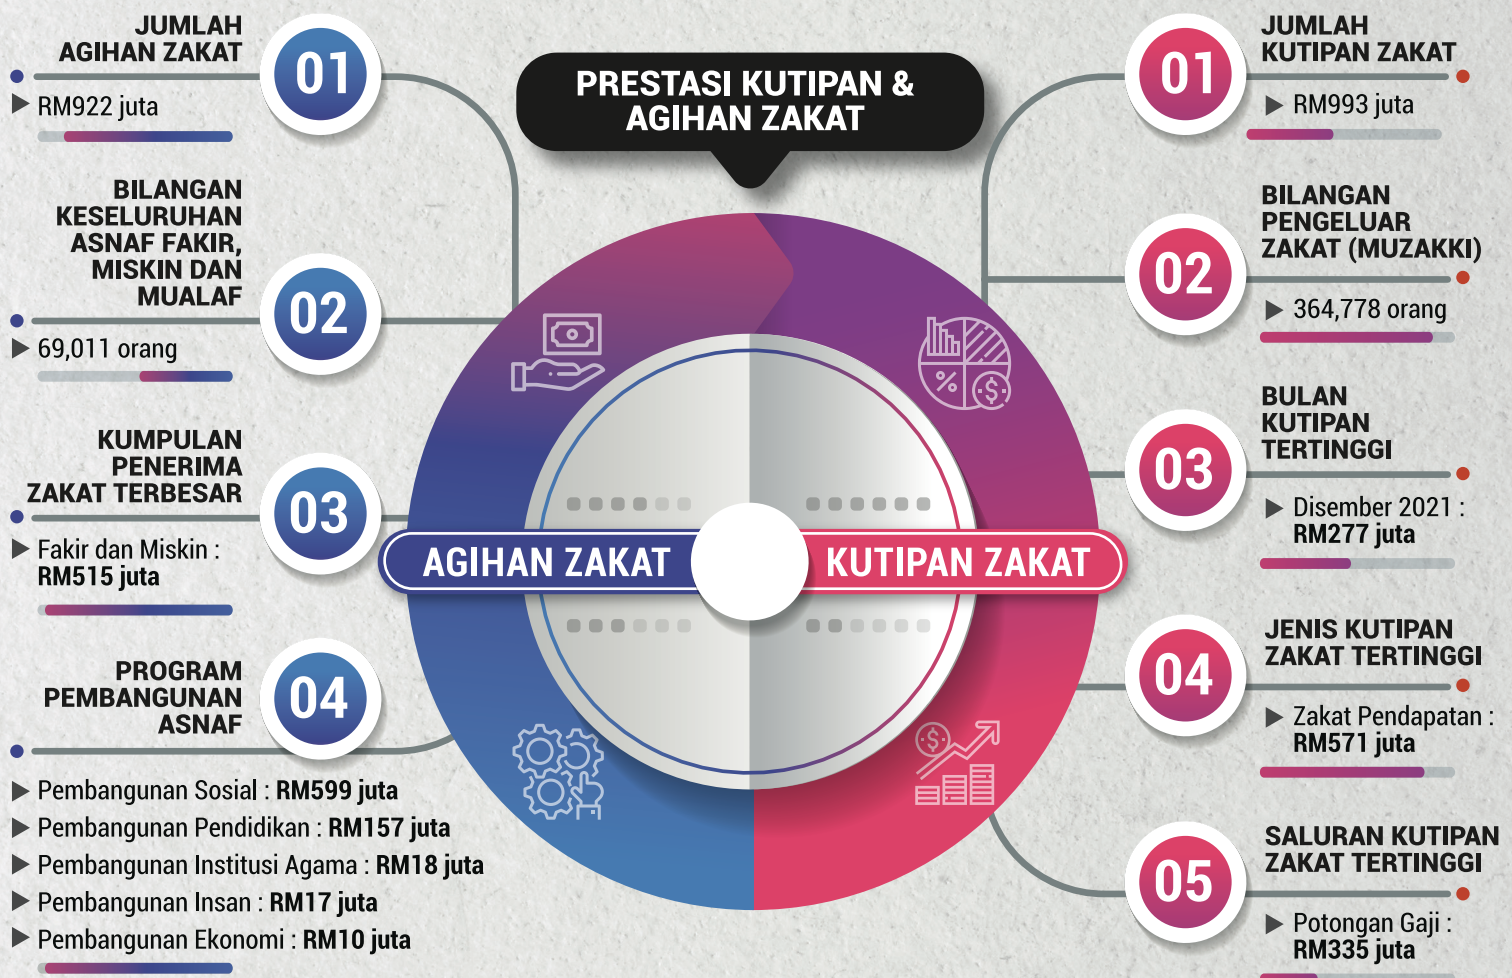 PRESTASI KUTIPAN &
AGIHAN ZAKAT
JUMLAH
AGIHAN ZAKAT
01
RM922 juta
BILANGAN
KESELURUHAN
ASNAF FAKIR,
MISKIN DAN
MUALAF
02
69,011 orang
KUMPULAN
PENERIMA
ZAKAT TERBESAR
03
Fakir dan Miskin :
RM515 juta
PROGRAM
PEMBANGUNAN
ASNAF
04
Pembangunan Sosial : RM599 juta
Pembangunan Pendidikan : RM157 juta
Pembangunan Institusi Agama : RM18 juta
Pembangunan Insan : RM17 juta
Pembangunan Ekonomi : RM10 juta
AGIHAN ZAKAT
KUTIPAN ZAKAT
%
$
$
01
JUMLAH
KUTIPAN ZAKAT
RM993 juta
02
BILANGAN
PENGELUAR
ZAKAT (MUZAKKI)
364,778 orang
03
BULAN
KUTIPAN
TERTINGGI
Disember 2021 :
RM277 juta
04
JENIS KUTIPAN
ZAKAT TERTINGGI
Zakat Pendapatan :
RM571 juta
05
SALURAN KUTIPAN
ZAKAT TERTINGGI
Potongan Gaji :
RM335 juta